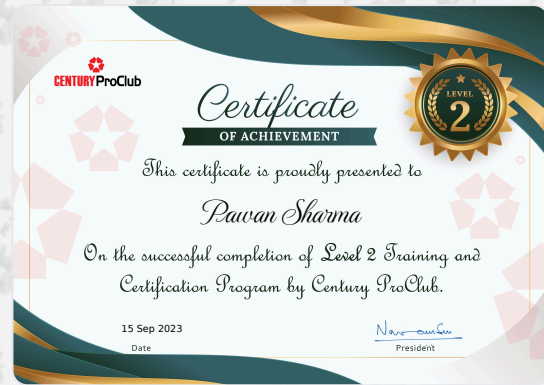 CENTURY ProClub
Certificate
OF ACHIEVEMENT
LEVEL
2
This certificate is proudly presented to
Pawan Sharma
On the successful completion of Level 2 Training and
Certification Program by Century ProClub.
15 Sep 2023
Date
President